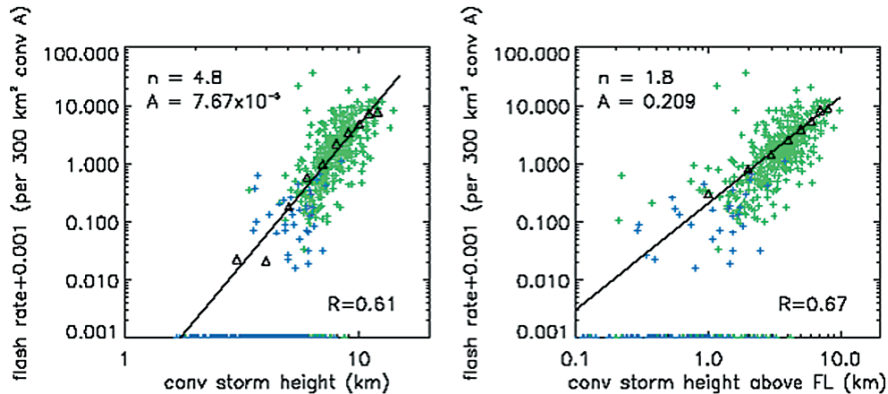 flash rate+0.001 (per 300 km² conv A)
100.000
10.000
1.000
0.100
0.010
0.001
n = 4.8
A = 7.67x10⁻⁵
R=0.61
1 10
conv storm height (km)
flash rate+0.001 (per 300 km² conv A)
100.000
10.000
1.000
0.100
0.010
0.001
n = 1.8
A = 0.209
R=0.67
0.1 1.0 10.0
conv storm height above FL (km)